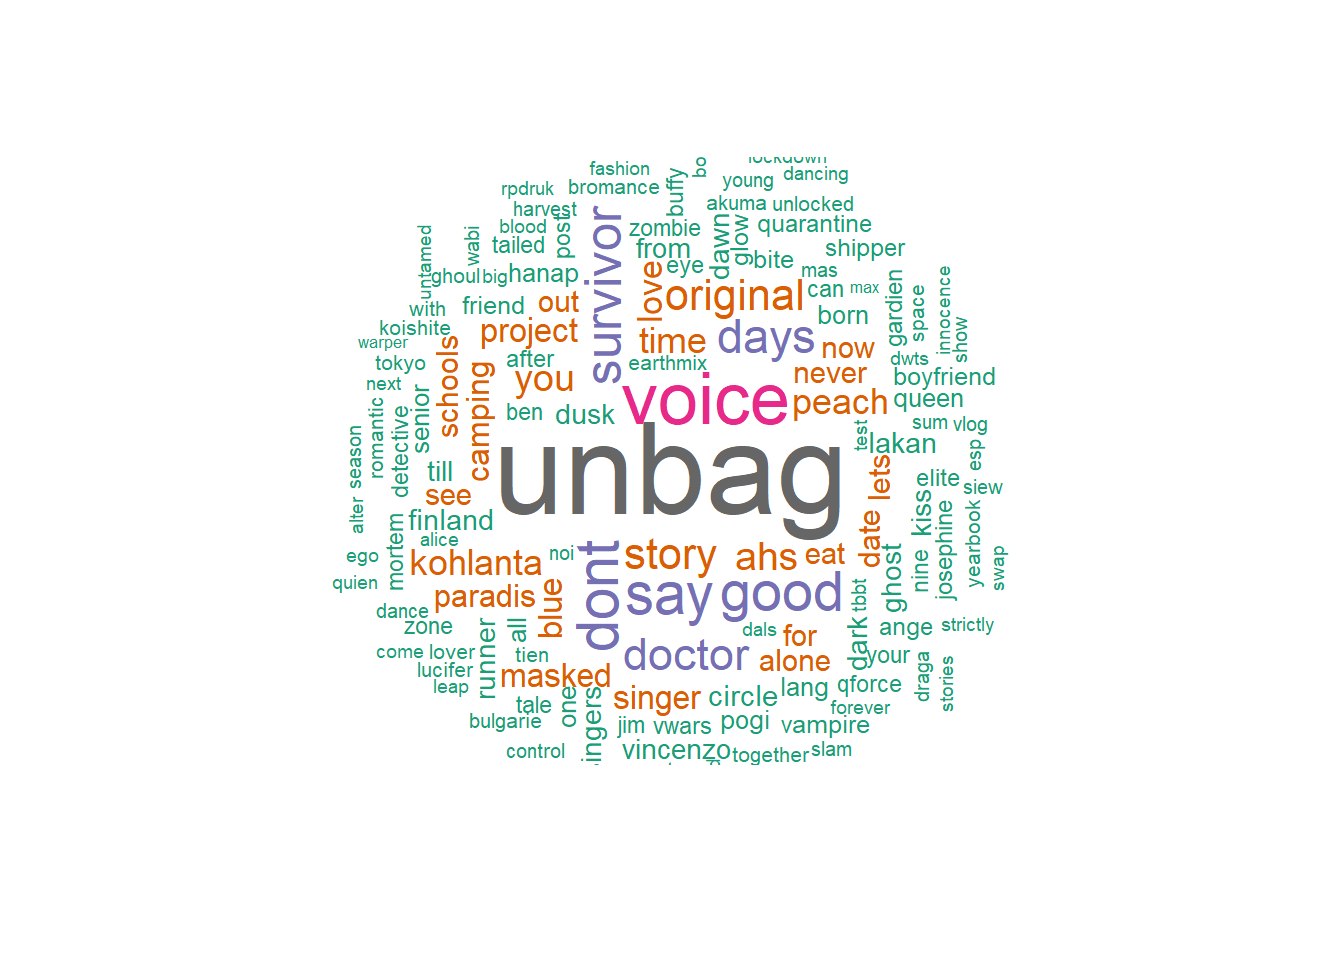 lockdown
bo
fashion
dancing
young
rpdruk
bromance
buffy
akuma
unlocked
harvest
blood
post
survivor
zombie
dawn
glow
quarantine
untamed
wabi
tailed
from
shipper
ghoul
big
hanap
love
eye
bite
mas
with
friend
out
original
can
max
gardien
space
innocence
koishite
project
born
show
warper
schools
time
days
now
tokyo
after
earthmix
dwts
next
camping
you
never
boyfriend
romantic
detective
senior
ben
dusk
voice
peach
queen
season
test
sum
vlog
till
unbag
lakan
esp
alter
see
lets
elite
siew
finland
date
kiss
alice
ego
mortem
kohlanta
noi
dont
story
ahs
eat
ghost
nine
josephine
yearbook
swap
quien
paradis
blue
say
good
tbbt
dance
zone
all
dals
for
dark
ange
strictly
come
lover
runner
tien
doctor
alone
your
lucifer
leap
masked
singer
circle
lang
qforce
draga
stories
tale
one
forever
bulgarie
jim
vwars
pogi
vampire
control
vincenzo
together
slam